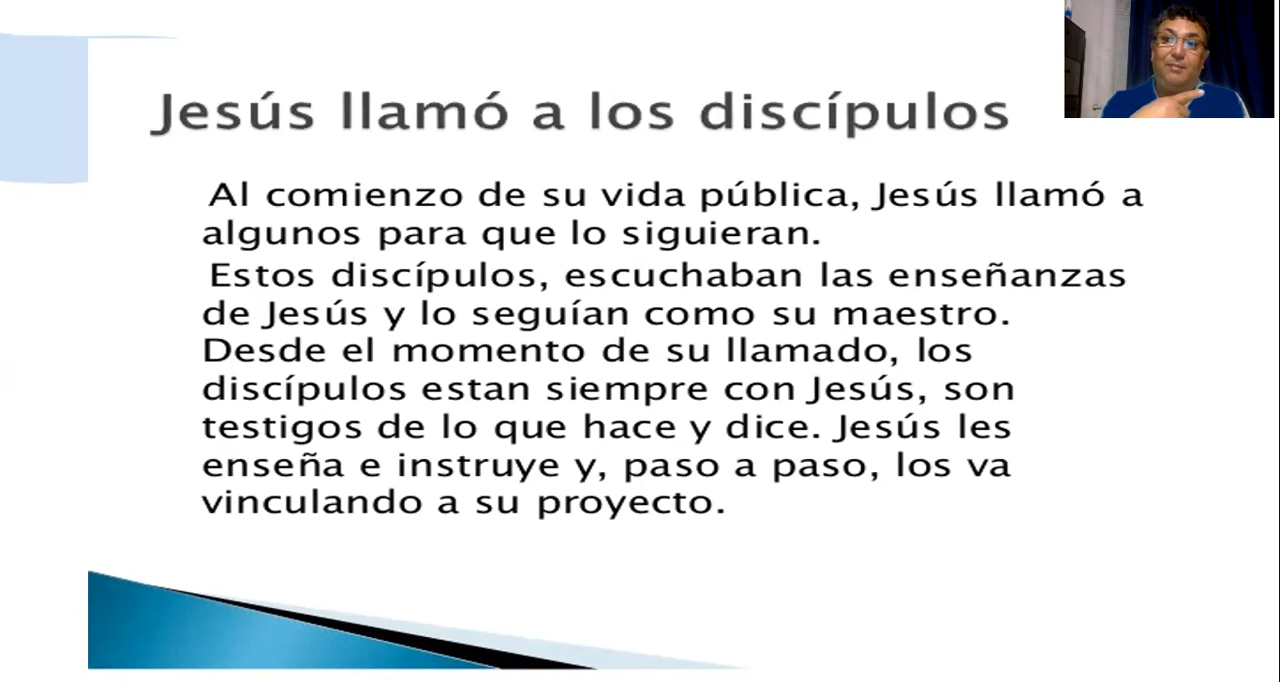 Jesús llamó a los discípulos
Al comienzo de su vida pública, Jesús llamó a
algunos para que lo siguieran.
Estos discípulos, escuchaban las enseñanzas
de Jesús y lo seguían como su maestro.
Desde el momento de su llamado, los
discípulos estan siempre con Jesús, son
testigos de lo que hace y dice. Jesús les
enseña e instruye y, paso a paso, los va
vinculando a su proyecto.